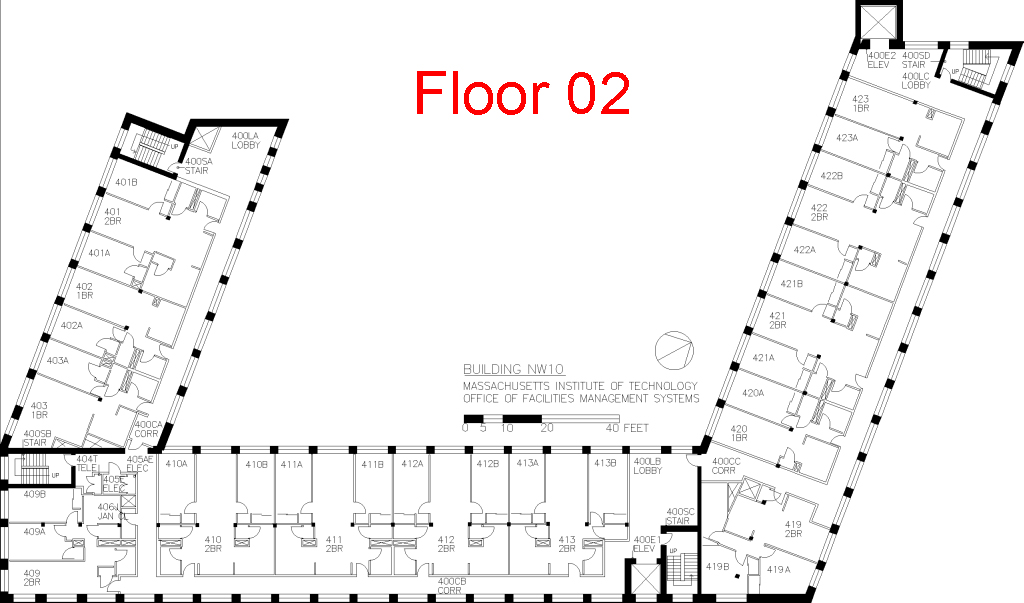 Floor 02
400E2
ELEV
400SD
STAIR
400LC
LOBBY
UP
423
1BR
423A
422B
422
2BR
422A
421B
421
2BR
421A
420A
420
1BR
400CC
CORR
400LA
LOBBY
UP
400SA
STAIR
401B
401
2BR
401A
402
1BR
402A
403A
403
1BR
400SB
STAIR
400CA
CORR
BUILDING NW10
MASSACHUSETTS INSTITUTE OF TECHNOLOGY
OFFICE OF FACILITIES MANAGEMENT SYSTEMS
0 5 10 20 40 FEET
404T
TELE
405AE
ELEC
UP
405E
ELEC
406J
JAN CL
409B
409A
409
2BR
410A
410B
411A
411B
412A
412B
413A
413B
400LB
LOBBY
410
2BR
411
2BR
412
2BR
413
2BR
400SC
STAIR
400E1
ELEV
UP
400CB
CORR
419
2BR
419B
419A